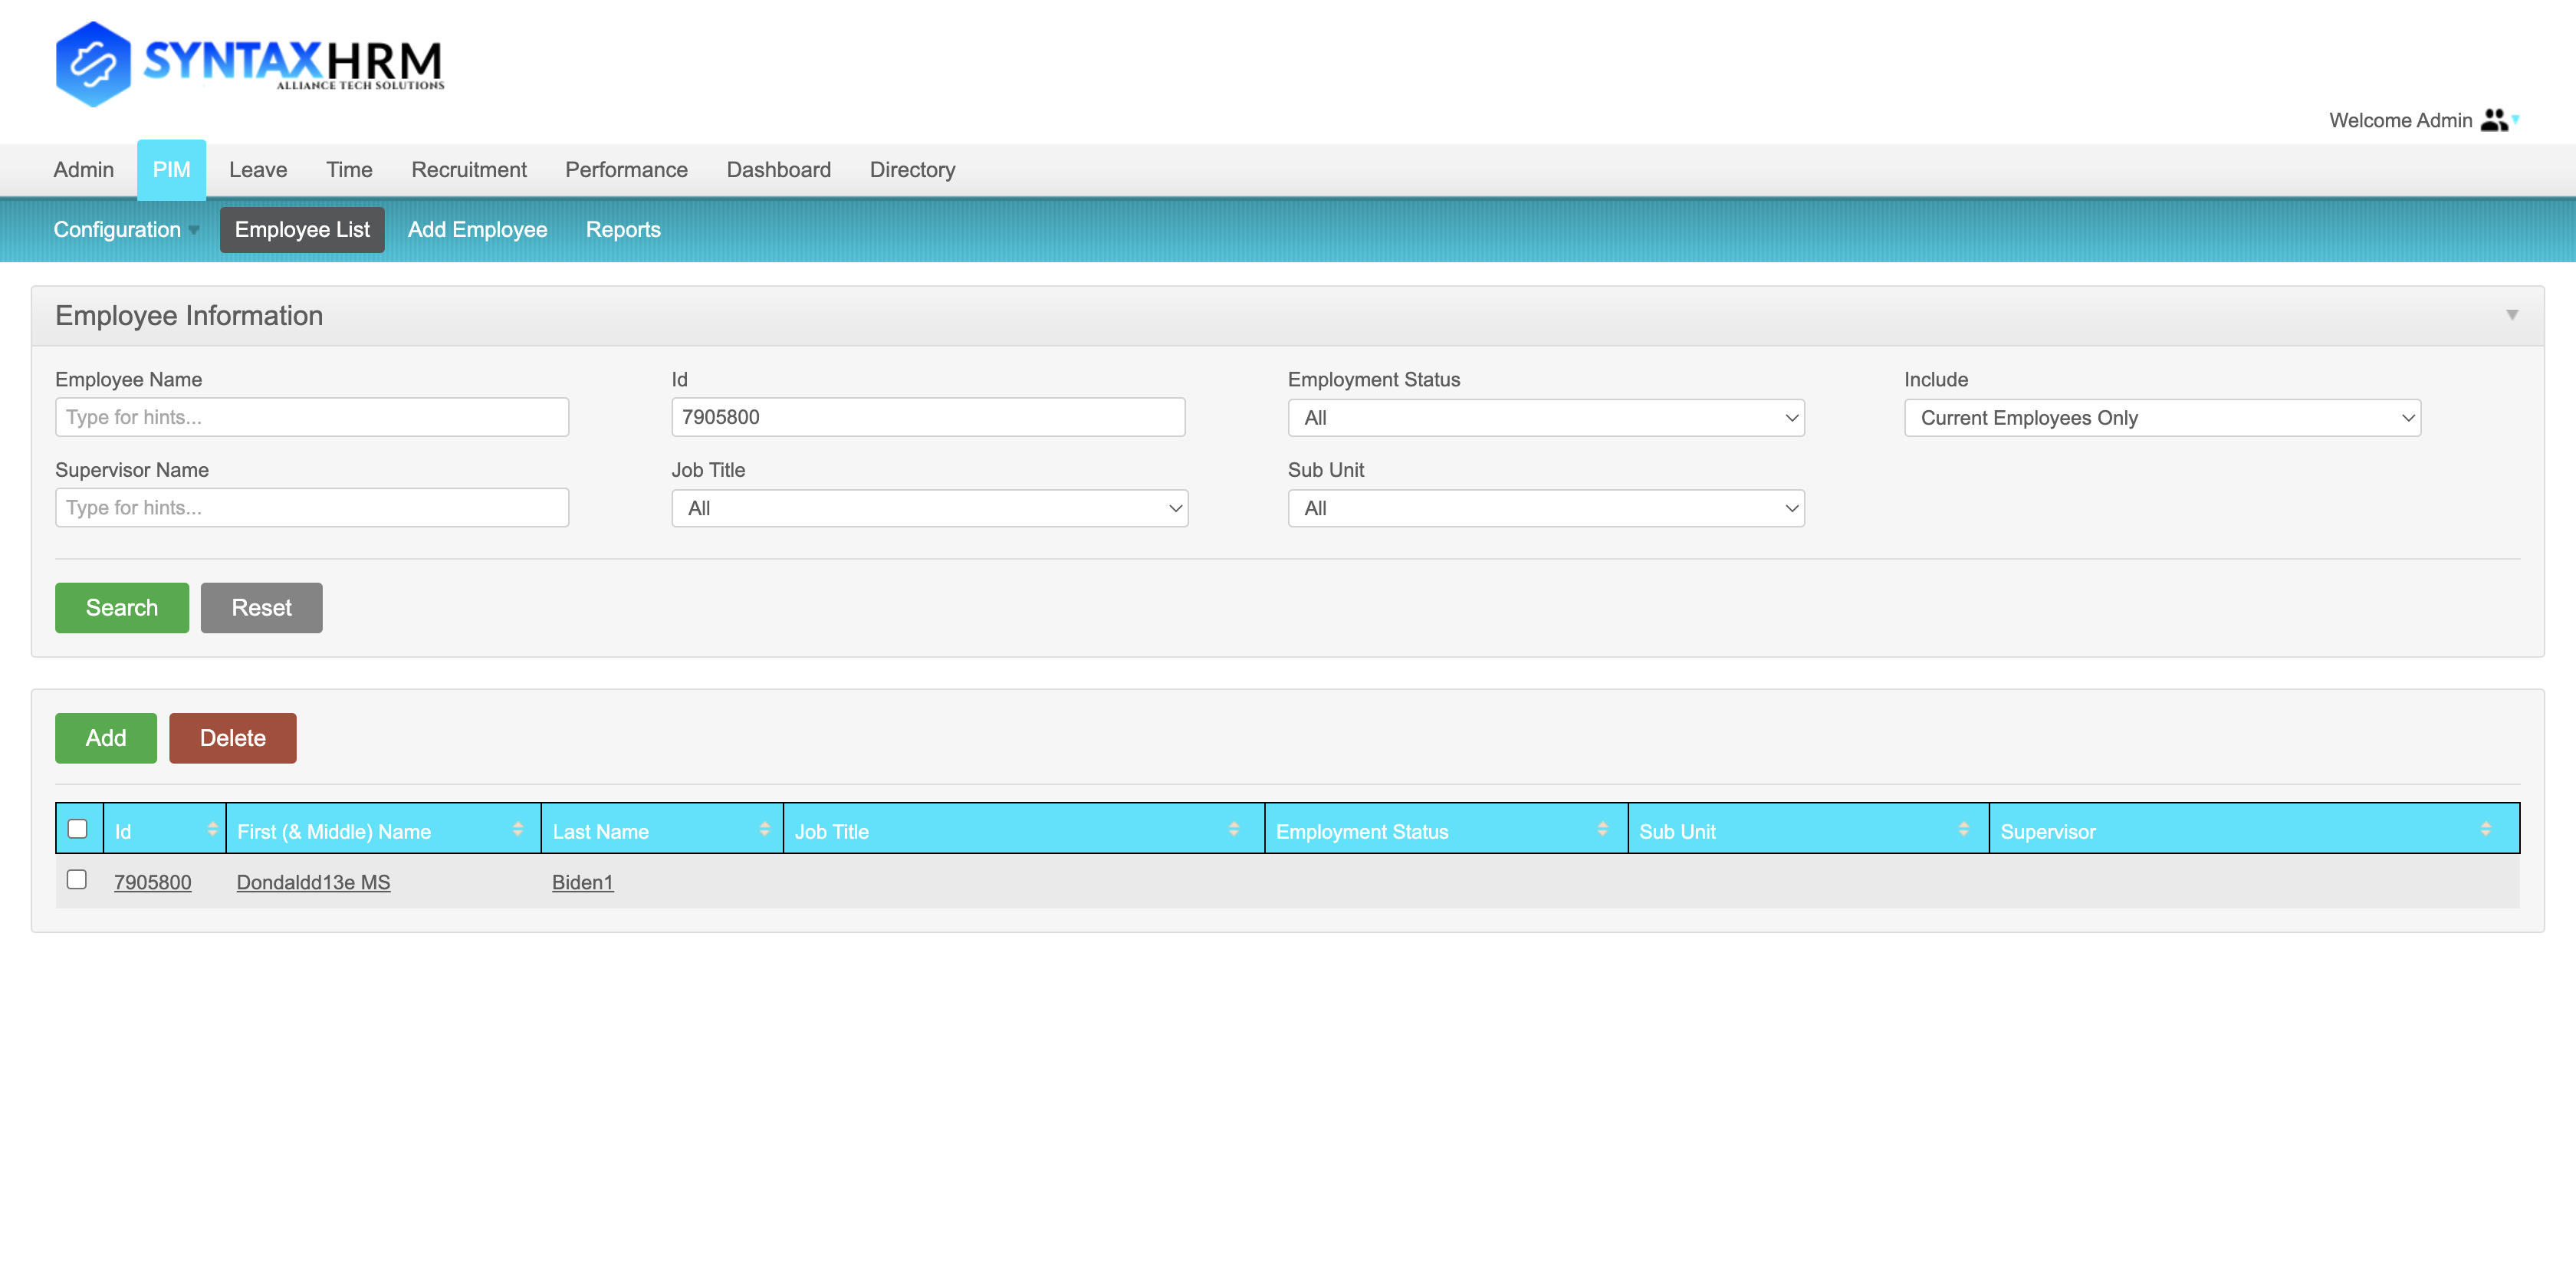 SYNTAXHRM
ALLIANCE TECH SOLUTIONS
Welcome Admin
Admin PIM Leave Time Recruitment Performance Dashboard Directory
Configuration Employee List Add Employee Reports
Employee Information
Employee Name Id Employment Status Include
Type for hints... 7905800 All Current Employees Only
Supervisor Name Job Title Sub Unit
Type for hints... All All
Search Reset
Add Delete
Id First (& Middle) Name Last Name Job Title Employment Status Sub Unit Supervisor
7905800 Dondaldd13e MS Biden1